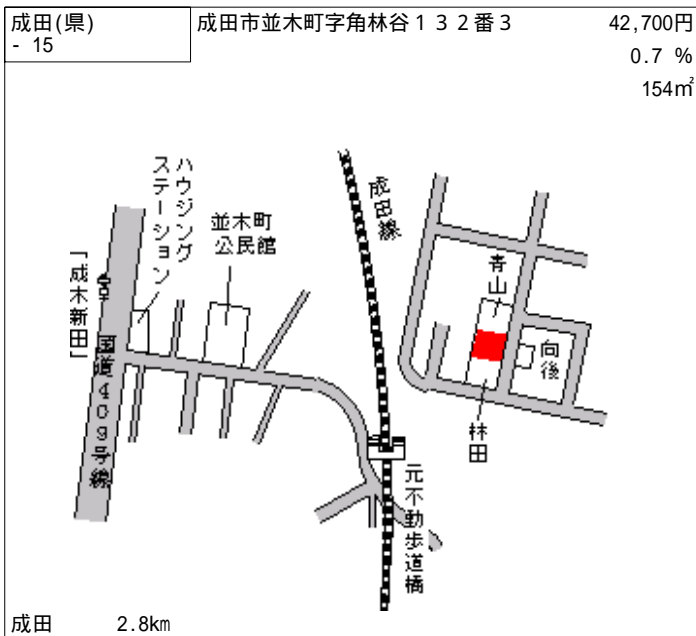 成田(県)
- 15
成田市並木町字角林谷１３２番３
42,700円
0.7 %
154㎡
ハウジング
ステーション
並木町
公民館
成田線
「成木新田」
国道409号線
青山
向後
林田
元不動歩道橋
成田 2.8km